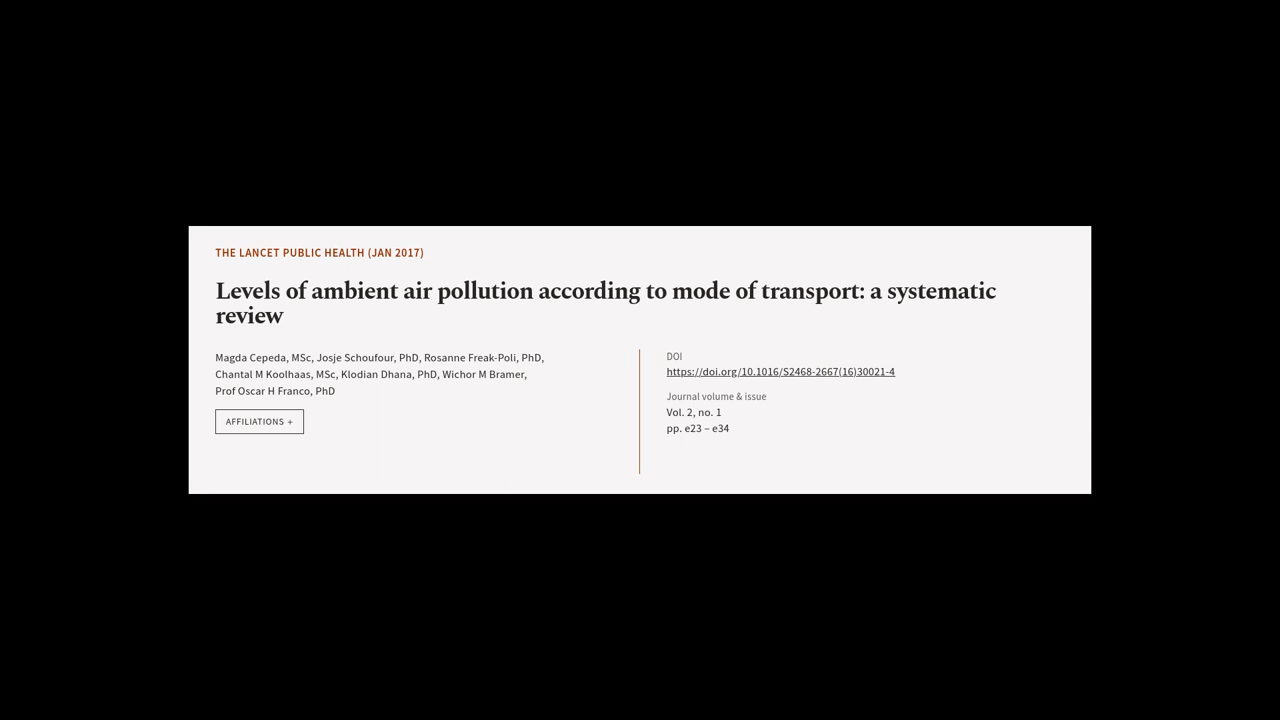 THE LANCET PUBLIC HEALTH (JAN 2017)
Levels of ambient air pollution according to mode of transport: a systematic
review
Magda Cepeda, MSc, Josje Schoufour, PhD, Rosanne Freak-Poli, PhD,
Chantal M Koolhaas, MSc, Klodian Dhana, PhD, Wichor M Bramer,
Prof Oscar H Franco, PhD
AFFILIATIONS +
DOI
https://doi.org/10.1016/S2468-2667(16)30021-4
Journal volume & issue
Vol. 2, no. 1
pp. e23 – e34